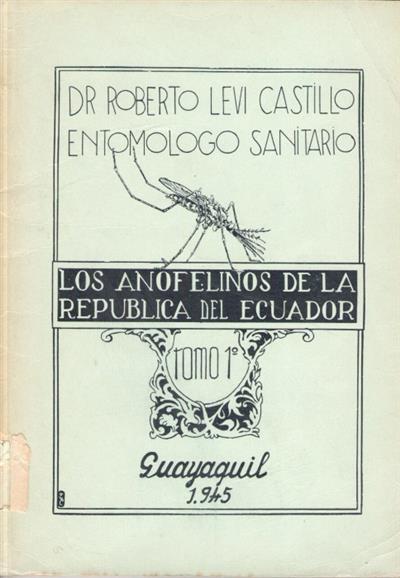 DR ROBERTO LEVI CASTILLO
ENTOMOLOGO SANITARIO
LOS ANOFELINOS DE LA
REPUBLICA DEL ECUADOR
TOMO 1º
Guayaquil
1.945